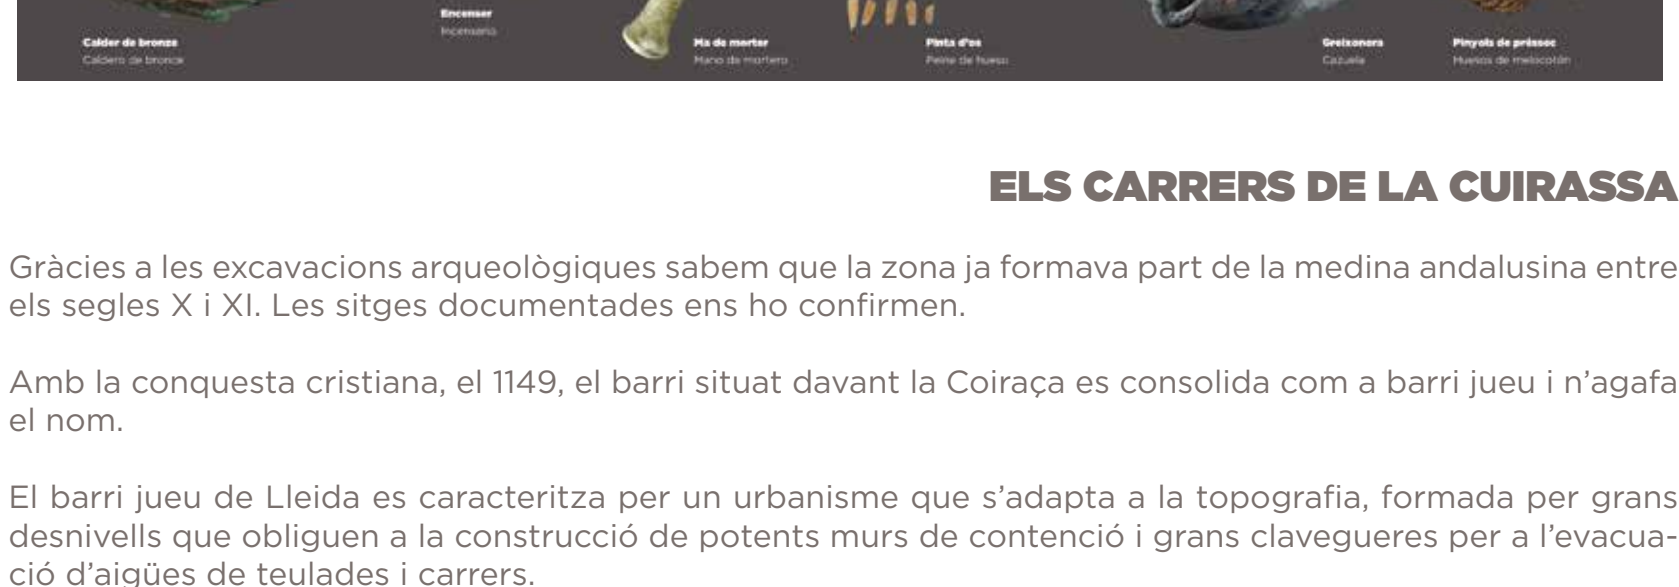 Encenser
Incensario
Calder de bronze
Caldero de bronce
Ma de morter
Mano de mortero
Pinta d'os
Peine de hueso
Greixonera
Cazuela
Pinyols de préssec
Huesos de melocotón
ELS CARRERS DE LA CUIRASSA
Gràcies a les excavacions arqueològiques sabem que la zona ja formava part de la medina andalusina entre
els segles X i XI. Les sitges documentades ens ho confirmen.
Amb la conquesta cristiana, el 1149, el barri situat davant la Coiraça es consolida com a barri jueu i n'agafa
el nom.
El barri jueu de Lleida es caracteritza per un urbanisme que s'adapta a la topografia, formada per grans
desnivells que obliguen a la construcció de potents murs de contenció i grans clavegueres per a l'evacua-
ció d'aigües de teulades i carrers.